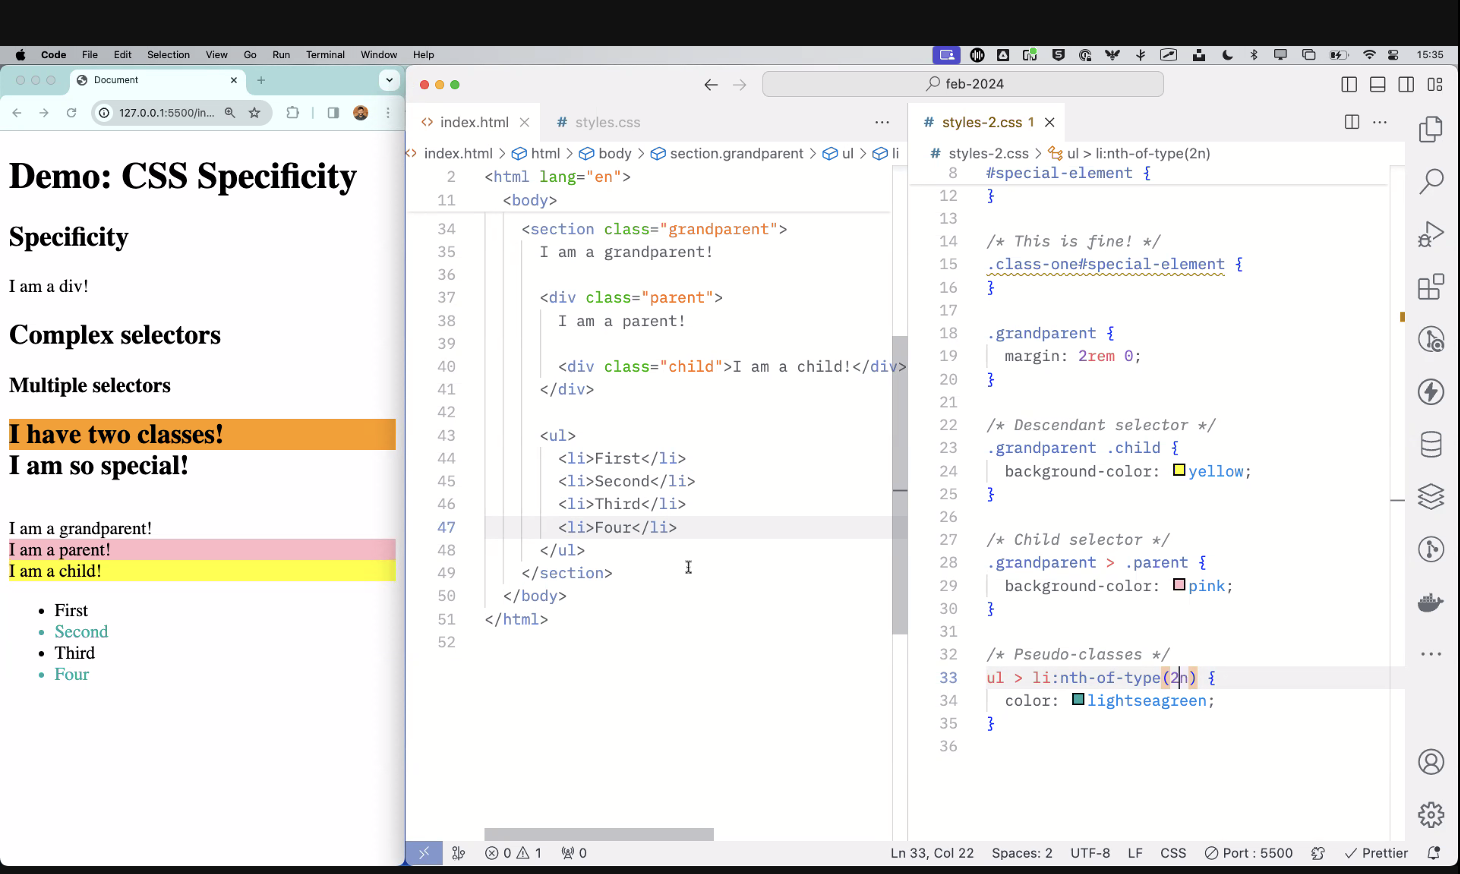 Code File Edit Selection View Go Run Terminal Window Help 15:35
Document
127.0.0.1:5500/in...
Demo: CSS Specificity
Specificity
I am a div!
Complex selectors
Multiple selectors
I have two classes!
I am so special!
I am a grandparent!
I am a parent!
I am a child!
First
Second
Third
Four
feb-2024
index.html
# styles.css
index.html > html > body > section.grandparent > ul > li
2 <html lang="en">
11 <body>
34 <section class="grandparent">
35 I am a grandparent!
36
37 <div class="parent">
38 I am a parent!
39
40 <div class="child">I am a child!</div>
41 </div>
42
43 <ul>
44 <li>First</li>
45 <li>Second</li>
46 <li>Third</li>
47 <li>Four</li>
48 </ul>
49 </section>
50 </body>
51 </html>
52
# styles-2.css 1
# styles-2.css > ul > li:nth-of-type(2n)
8 #special-element {
12 }
13
14 /* This is fine! */
15 .class-one#special-element {
16 }
17
18 .grandparent {
19 margin: 2rem 0;
20 }
21
22 /* Descendant selector */
23 .grandparent .child {
24 background-color: yellow;
25 }
26
27 /* Child selector */
28 .grandparent > .parent {
29 background-color: pink;
30 }
31
32 /* Pseudo-classes */
33 ul > li:nth-of-type(2n) {
34 color: lightseagreen;
35 }
36
0 1 0 Ln 33, Col 22 Spaces: 2 UTF-8 LF CSS Port : 5500 Prettier